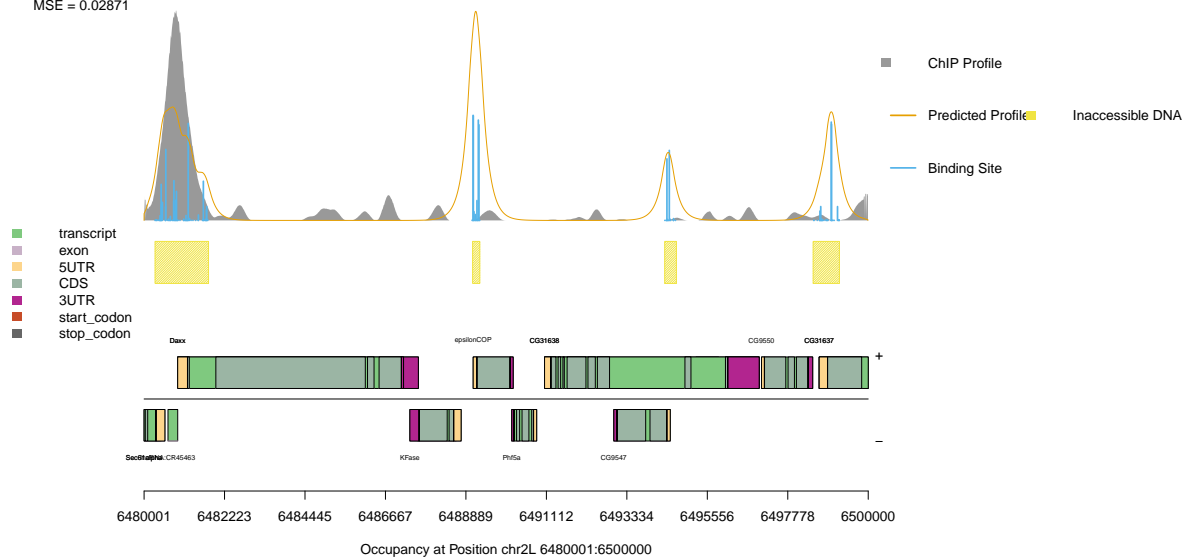 MSE = 0.02871
ChIP Profile
Predicted Profile
Inaccessible DNA
Binding Site
transcript
exon
5UTR
CDS
3UTR
start_codon
stop_codon
Daxx
epsilonCOP
CG31638
CG9550
CG31637
+
−
:CR45463
KFase
Phf5a
CG9547
6480001 6482223 6484445 6486667 6488889 6491112 6493334 6495556 6497778 6500000
Occupancy at Position chr2L 6480001:6500000